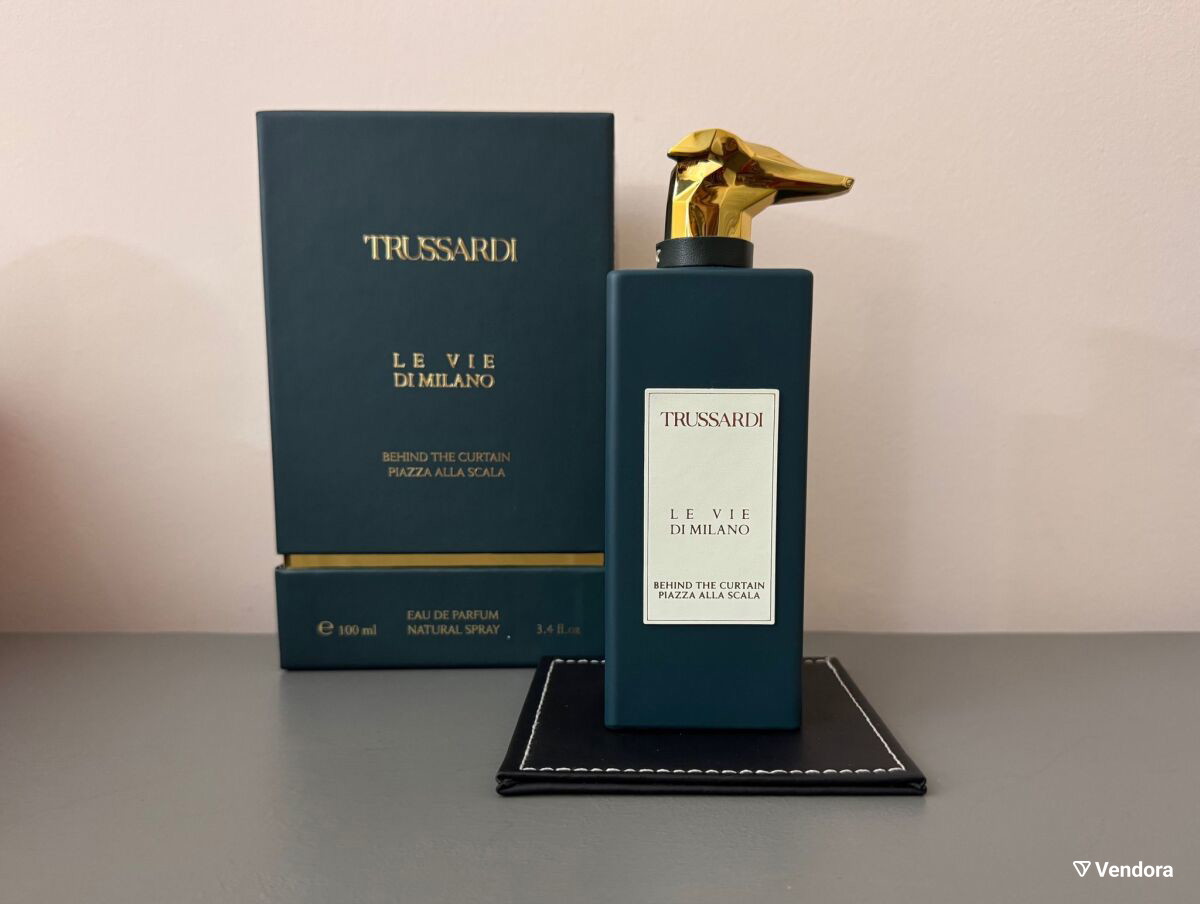 TRUSSARDI
LE VIE
DI MILANO
BEHIND THE CURTAIN
PIAZZA ALLA SCALA
EAU DE PARFUM
℮ 100 ml NATURAL SPRAY 3.4 fl.oz
TRUSSARDI
LE VIE
DI MILANO
BEHIND THE CURTAIN
PIAZZA ALLA SCALA
Vendora